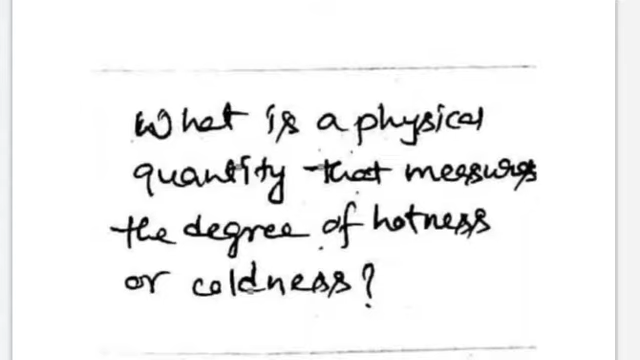 What is a physical
quantity that measures
the degree of hotness
or coldness?